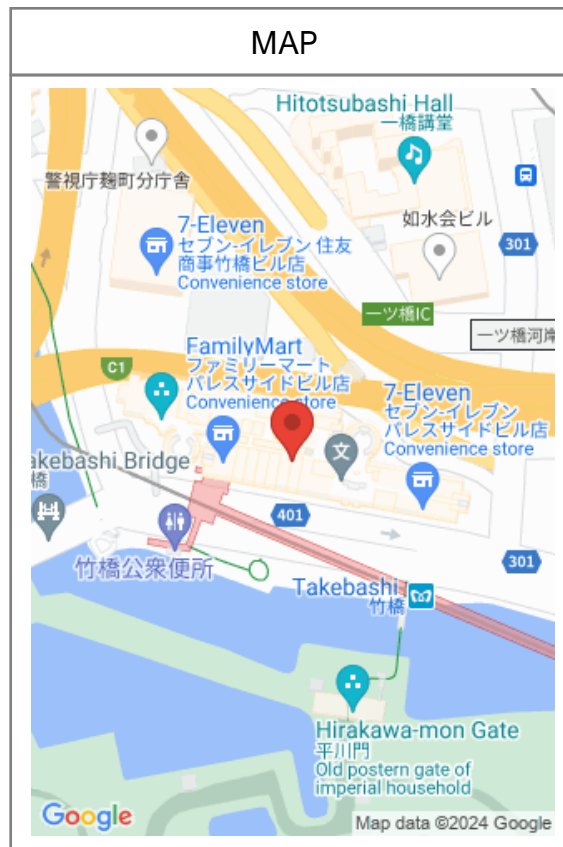 MAP
Hitotsubashi Hall
一橋講堂
警視庁麹町分庁舎
如水会ビル
7-Eleven
セブン-イレブン 住友
商事竹橋ビル店
Convenience store
301
一ツ橋IC
一ツ橋河岸
C1
FamilyMart
ファミリーマート
パレスサイドビル店
Convenience store
7-Eleven
セブン-イレブン
パレスサイドビル店
Convenience store
文
akebashi Bridge
橋
401
301
竹橋公衆便所
Takebashi
竹橋
Hirakawa-mon Gate
平川門
Old postern gate of
imperial household
Google
Map data ©2024 Google